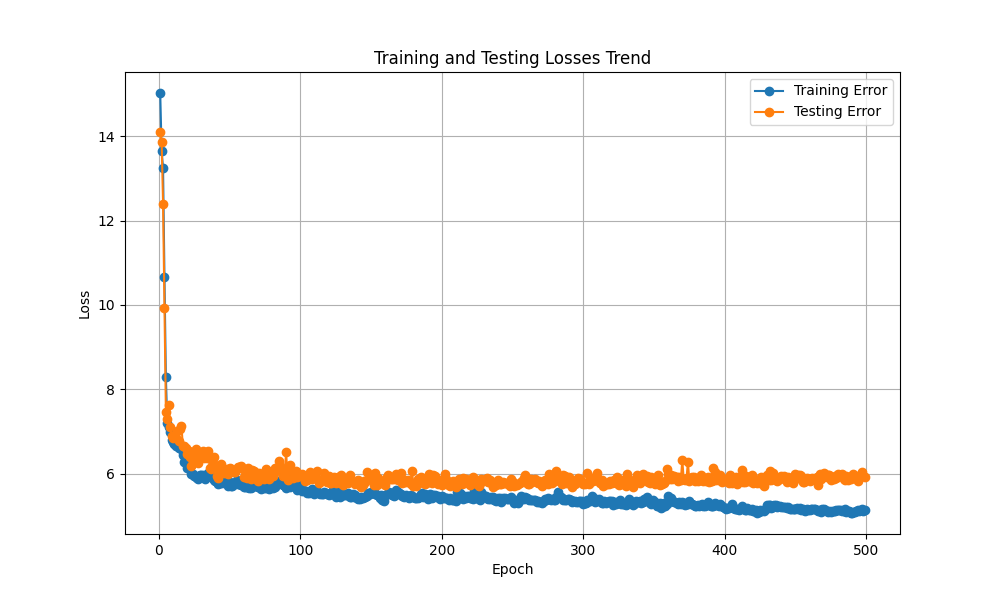 Training and Testing Losses Trend
Training Error
Testing Error
14
12
10
8
6
Loss
0
100
200
300
400
500
Epoch